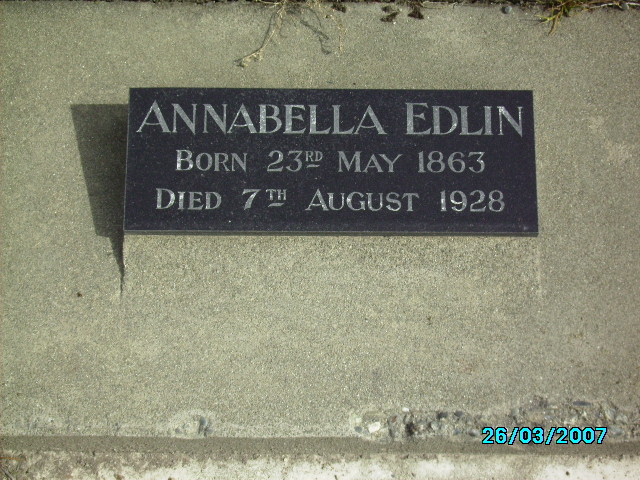 ANNABELLA EDLIN
BORN 23RD MAY 1863
DIED 7TH AUGUST 1928
26/03/2007